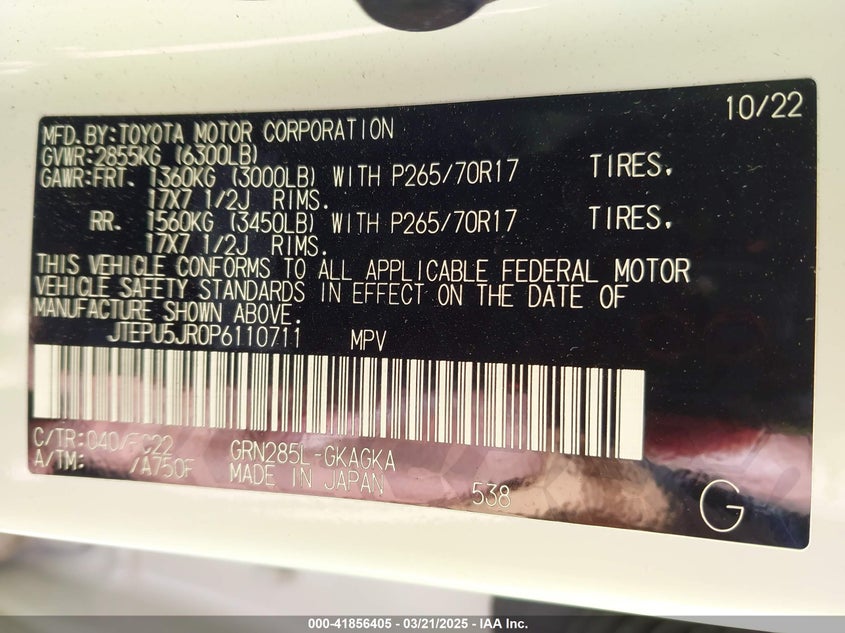 10/22
MFD.BY:TOYOTA MOTOR CORPORATION
GVWR:2855KG (6300LB)
GAWR:FRT. 1360KG (3000LB) WITH P265/70R17 TIRES.
17X7 1/2J RIMS.
RR. 1560KG (3450LB) WITH P265/70R17 TIRES.
17X7 1/2J RIMS.
THIS VEHICLE CONFORMS TO ALL APPLICABLE FEDERAL MOTOR
VEHICLE SAFETY STANDARDS IN EFFECT ON THE DATE OF
MANUFACTURE SHOWN ABOVE.
JTEPU5JR0P6110711 MPV
C/TR:040/FC22 GRN285L-GKAGKA
A/TM: /A750F MADE IN JAPAN 538
G
000-41856405 - 03/21/2025 - IAA Inc.